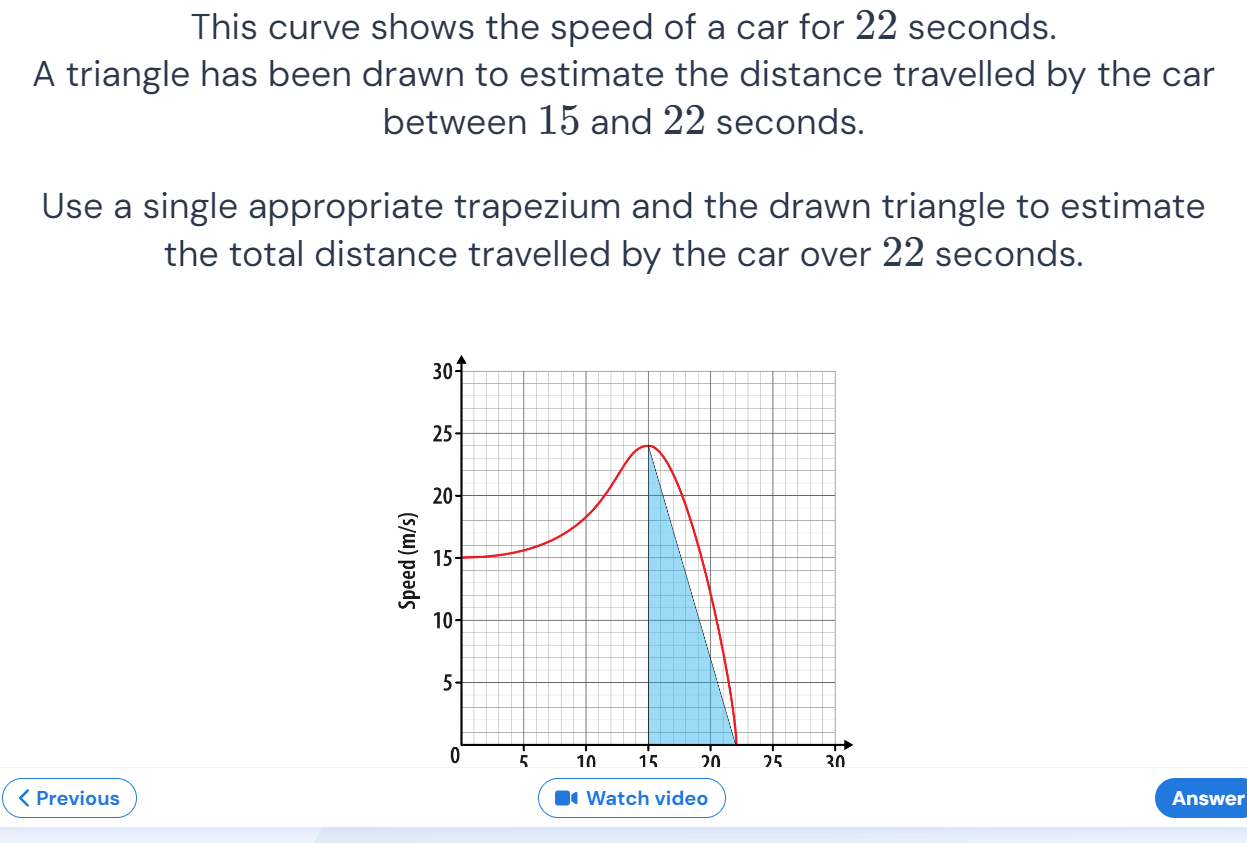 This curve shows the speed of a car for 22 seconds.
A triangle has been drawn to estimate the distance travelled by the car
between 15 and 22 seconds.
Use a single appropriate trapezium and the drawn triangle to estimate
the total distance travelled by the car over 22 seconds.
30
25
20
15
10
5
Speed (m/s)
0 5 10 15 20 25 30
Previous
Watch video
Answer